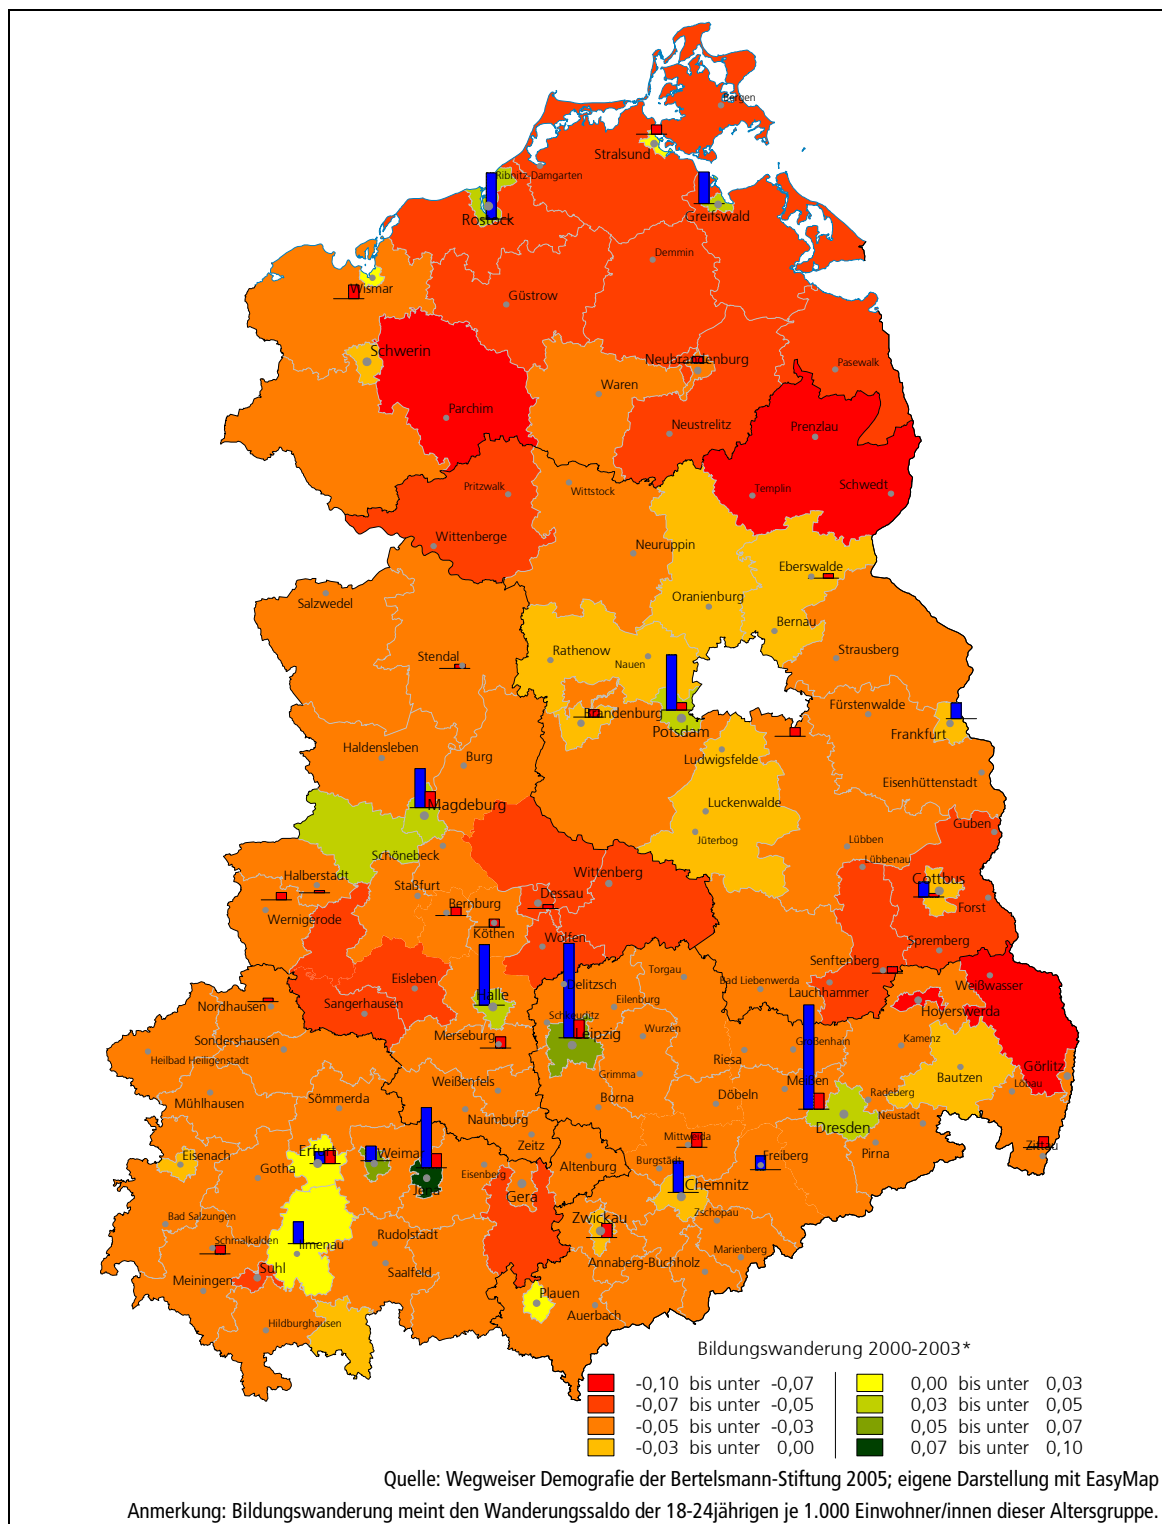 Bergen
Stralsund
Ribnitz-Damgarten
Rostock
Greifswald
Demmin
Wismar
Güstrow
Schwerin
Neubrandenburg
Pasewalk
Waren
Parchim
Neustrelitz
Prenzlau
Pritzwalk
Wittstock
Templin
Schwedt
Wittenberge
Neuruppin
Eberswalde
Salzwedel
Oranienburg
Bernau
Stendal
Rathenow
Nauen
Strausberg
Brandenburg
Potsdam
Fürstenwalde
Frankfurt
Haldensleben
Burg
Ludwigsfelde
Eisenhüttenstadt
Magdeburg
Luckenwalde
Guben
Schönebeck
Jüterbog
Lübben
Lübbenau
Halberstadt
Staßfurt
Wittenberg
Cottbus
Wernigerode
Bernburg
Dessau
Forst
Köthen
Wolfen
Spremberg
Senftenberg
Torgau
Bad Liebenwerda
Weißwasser
Eisleben
Delitzsch
Lauchhammer
Nordhausen
Sangerhausen
Halle
Eilenburg
Hoyerswerda
Schkeuditz
Sondershausen
Merseburg
Leipzig
Wurzen
Großenhain
Kamenz
Heilbad Heiligenstadt
Riesa
Görlitz
Weißenfels
Grimma
Meißen
Bautzen
Löbau
Mühlhausen
Sömmerda
Borna
Döbeln
Radeberg
Naumburg
Dresden
Neustadt
Zeitz
Mittweida
Pirna
Zittau
Erfurt
Weimar
Eisenach
Gotha
Eisenberg
Altenburg
Burgstädt
Freiberg
Jena
Gera
Chemnitz
Bad Salzungen
Zwickau
Zschopau
Schmalkalden
Ilmenau
Rudolstadt
Marienberg
Suhl
Saalfeld
Annaberg-Buchholz
Meiningen
Plauen
Auerbach
Hildburghausen
Bildungswanderung 2000-2003*
-0,10 bis unter -0,07
-0,07 bis unter -0,05
-0,05 bis unter -0,03
-0,03 bis unter 0,00
0,00 bis unter 0,03
0,03 bis unter 0,05
0,05 bis unter 0,07
0,07 bis unter 0,10
Quelle: Wegweiser Demografie der Bertelsmann-Stiftung 2005; eigene Darstellung mit EasyMap
Anmerkung: Bildungswanderung meint den Wanderungssaldo der 18-24jährigen je 1.000 Einwohner/innen dieser Altersgruppe.